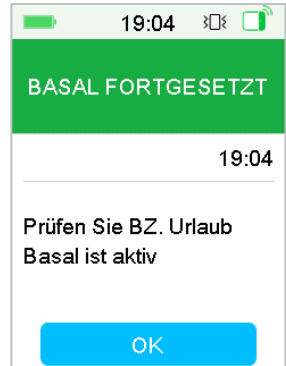 19:04
BASAL FORTGESETZT
19:04
Prüfen Sie BZ. Urlaub
Basal ist aktiv
OK